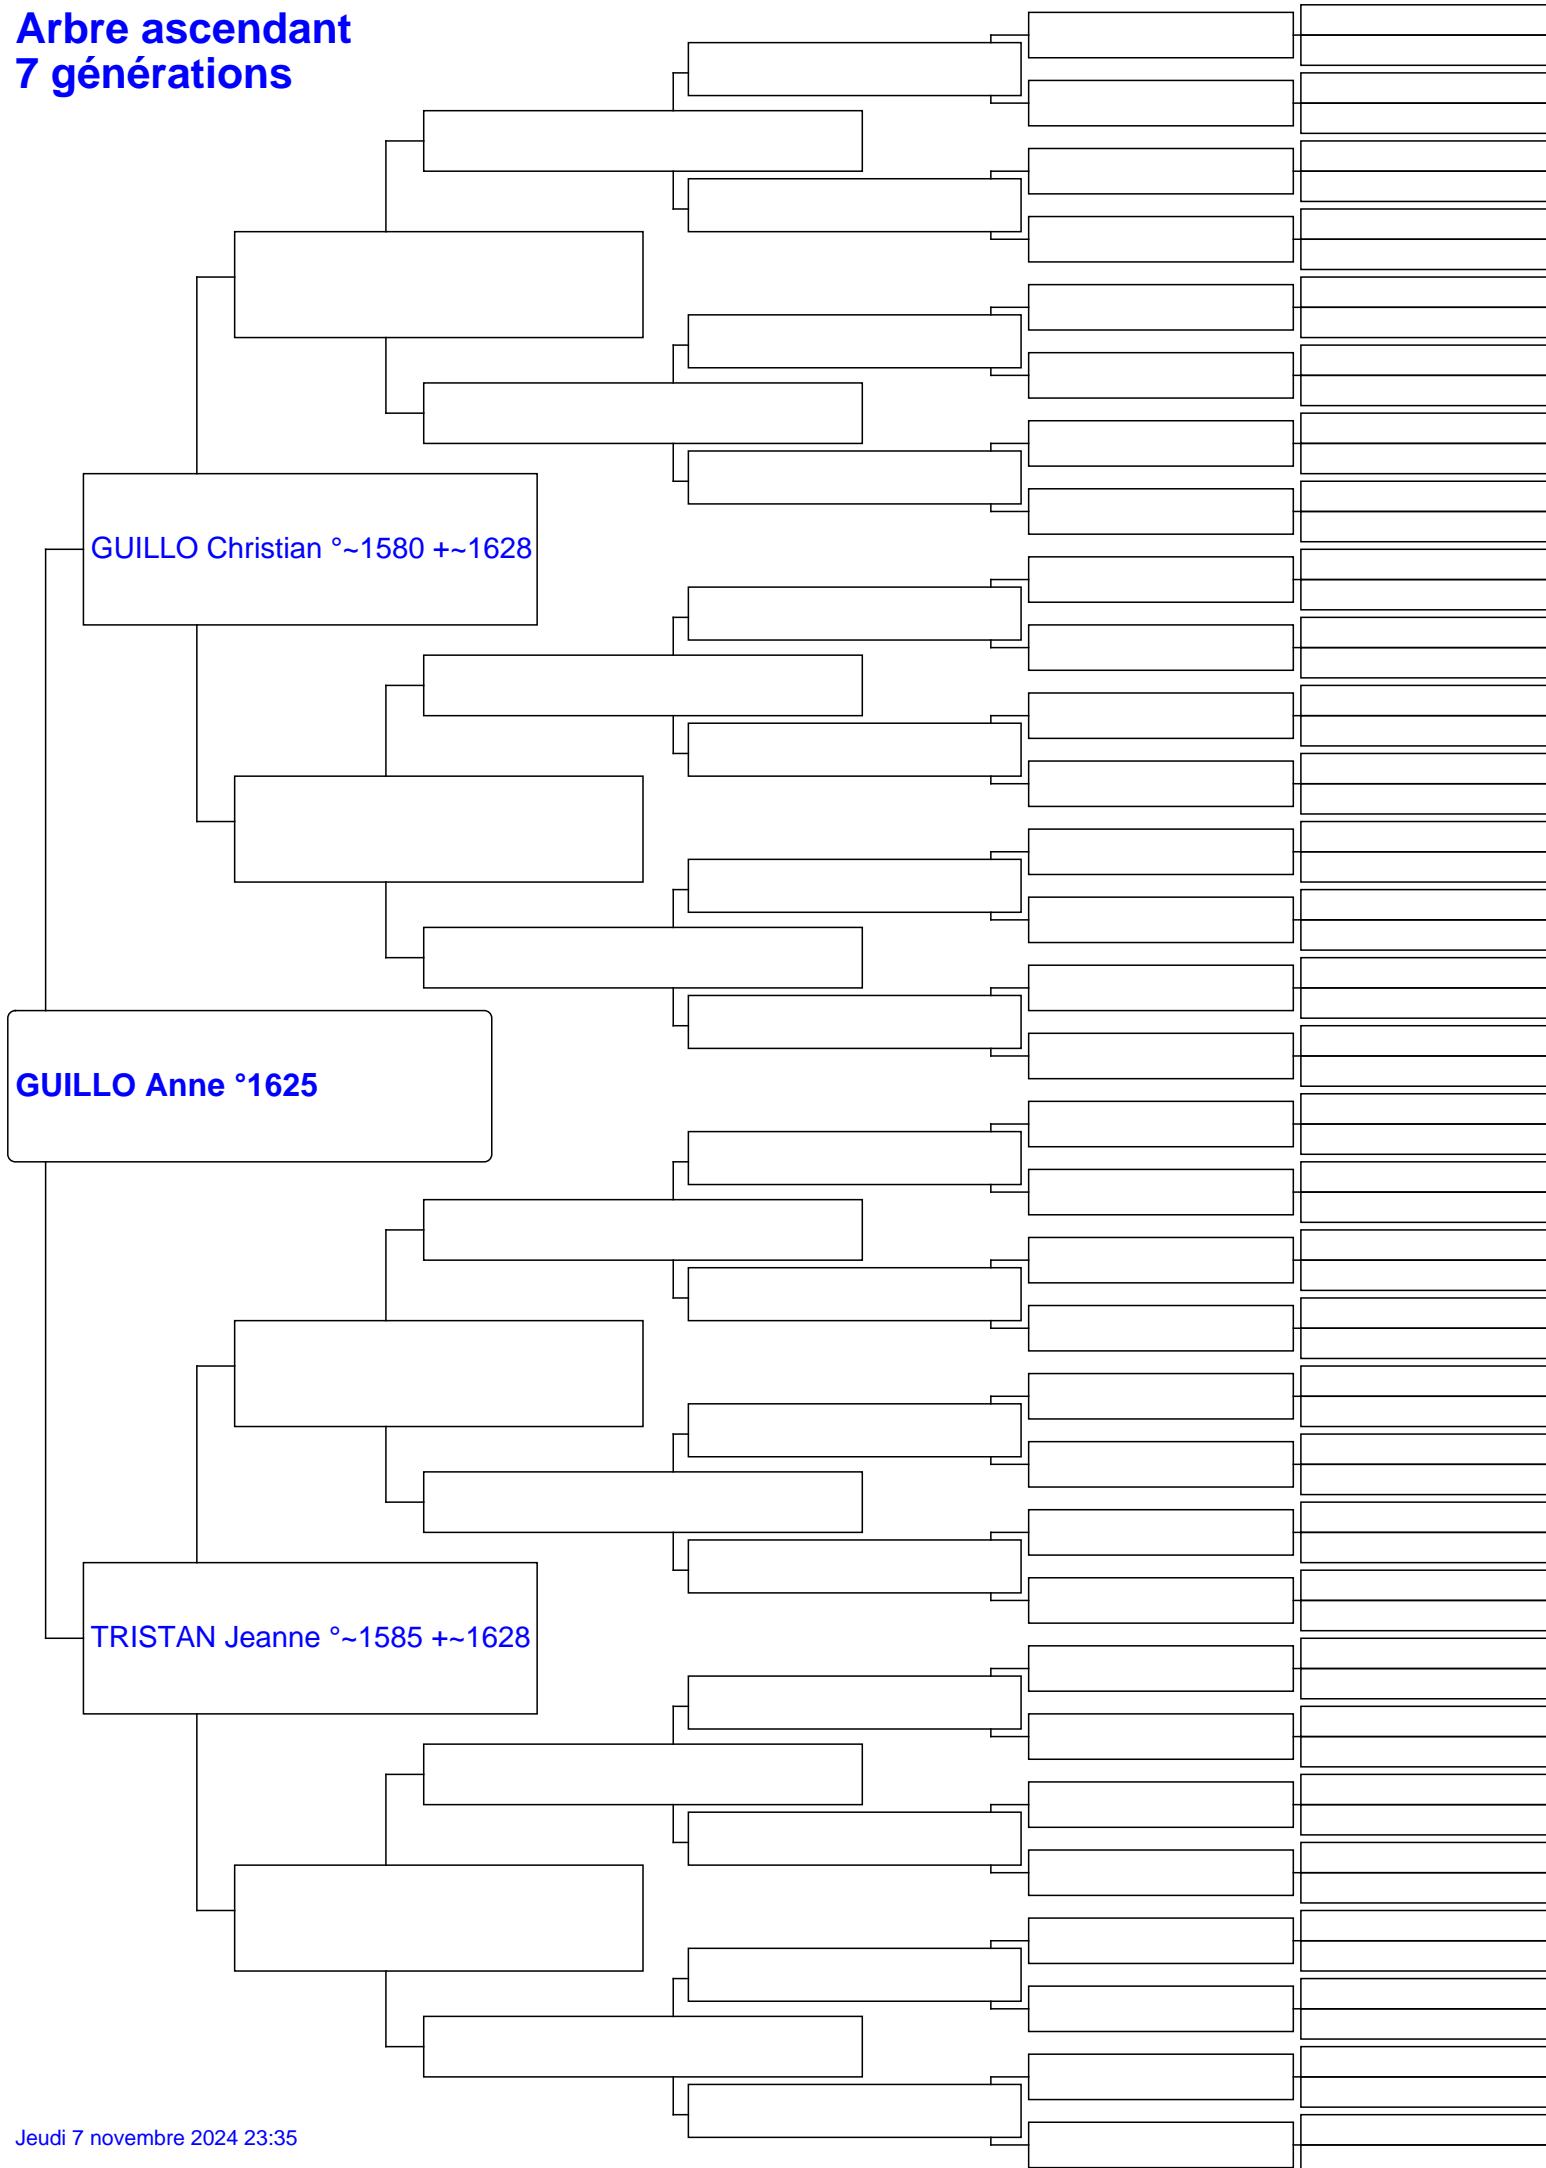 Arbre ascendant
7 générations
GUILLO Christian °~1580 +~1628
GUILLO Anne °1625
TRISTAN Jeanne °~1585 +~1628
Jeudi 7 novembre 2024 23:35